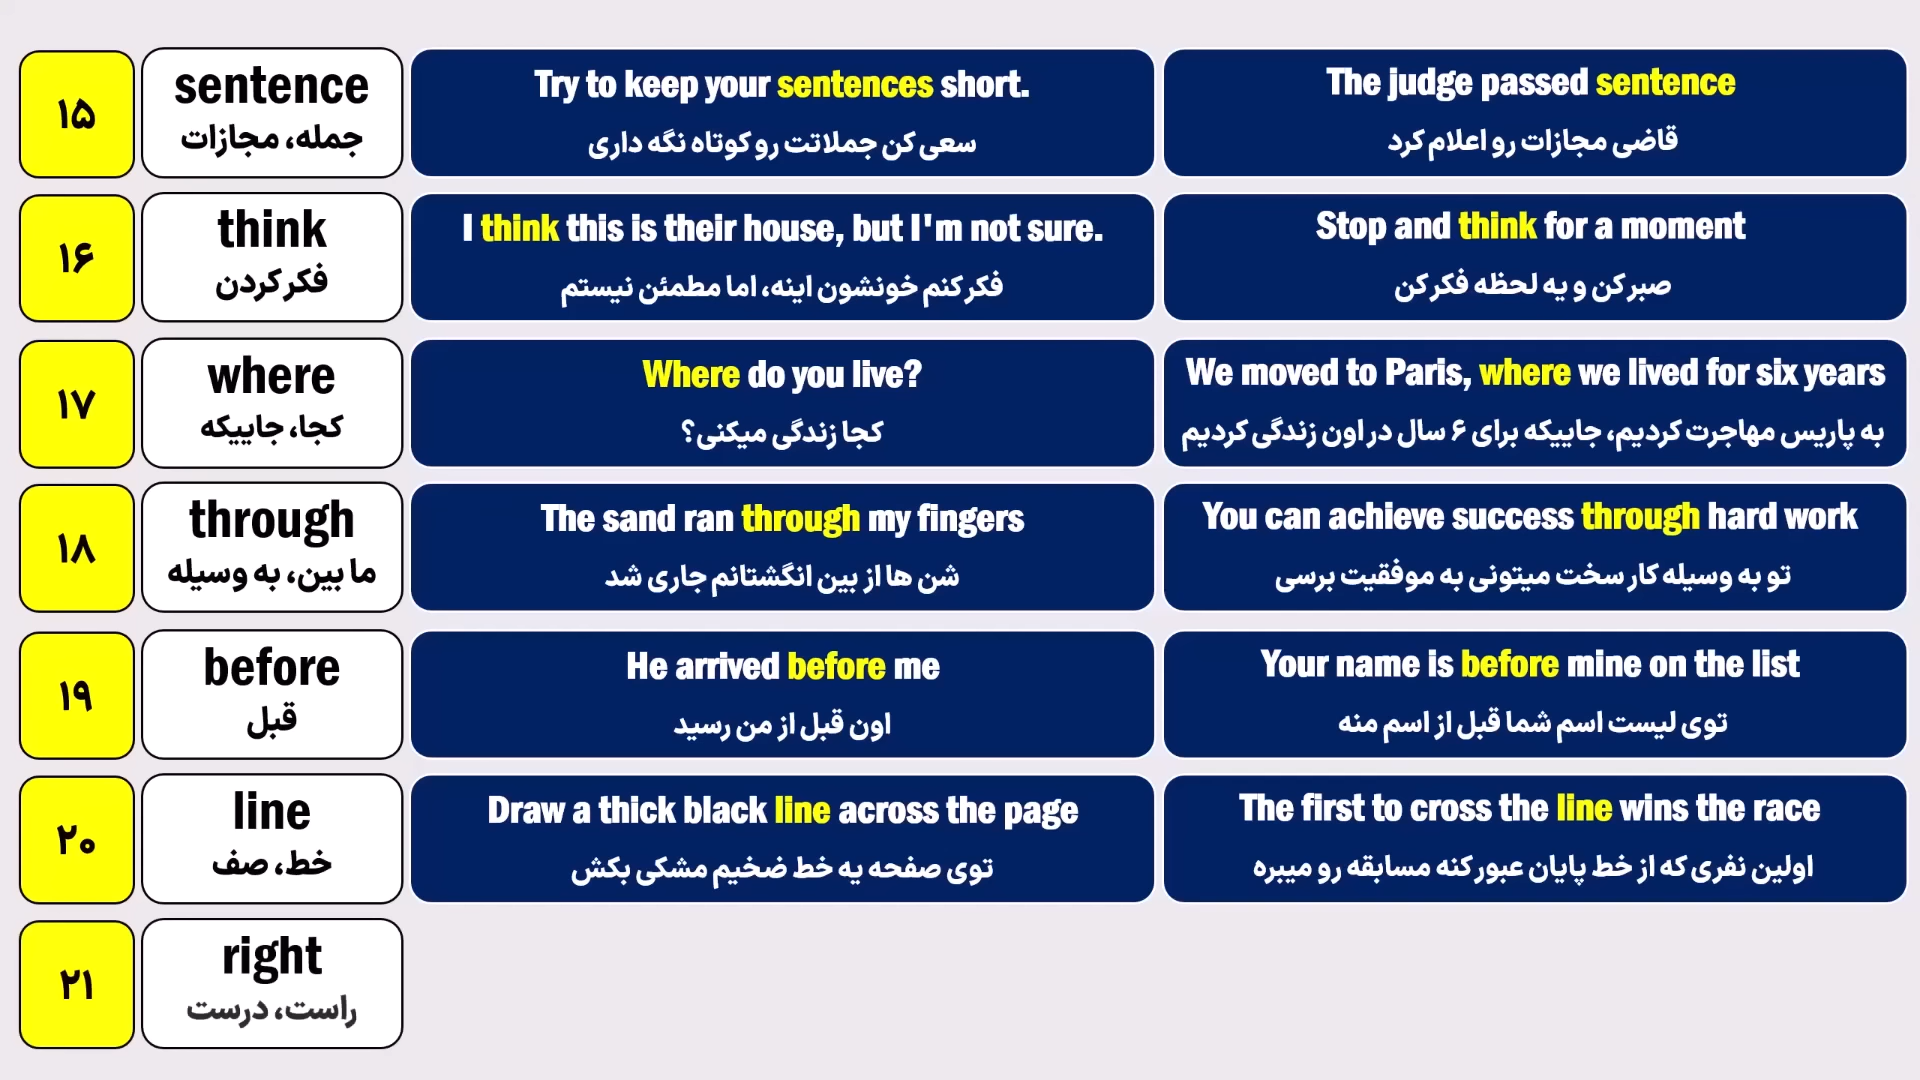 ۱۵
sentence
جمله، مجازات
Try to keep your sentences short.
سعی کن جملاتت رو کوتاه نگه داری
The judge passed sentence
قاضی مجازات رو اعلام کرد
۱۶
think
فکر کردن
I think this is their house, but I'm not sure.
فکر کنم خونشون اینه، اما مطمئن نیستم
Stop and think for a moment
صبر کن و یه لحظه فکر کن
۱۷
where
کجا، جاییکه
Where do you live?
کجا زندگی میکنی؟
We moved to Paris, where we lived for six years
به پاریس مهاجرت کردیم، جاییکه برای ۶ سال در اون زندگی کردیم
۱۸
through
ما بین، به وسیله
The sand ran through my fingers
شن ها از بین انگشتانم جاری شد
You can achieve success through hard work
تو به وسیله کار سخت میتونی به موفقیت برسی
۱۹
before
قبل
He arrived before me
اون قبل از من رسید
Your name is before mine on the list
توی لیست اسم شما قبل از اسم منه
۲۰
line
خط، صف
Draw a thick black line across the page
توی صفحه یه خط ضخیم مشکی بکش
The first to cross the line wins the race
اولین نفری که از خط پایان عبور کنه مسابقه رو میبره
۲۱
right
راست، درست